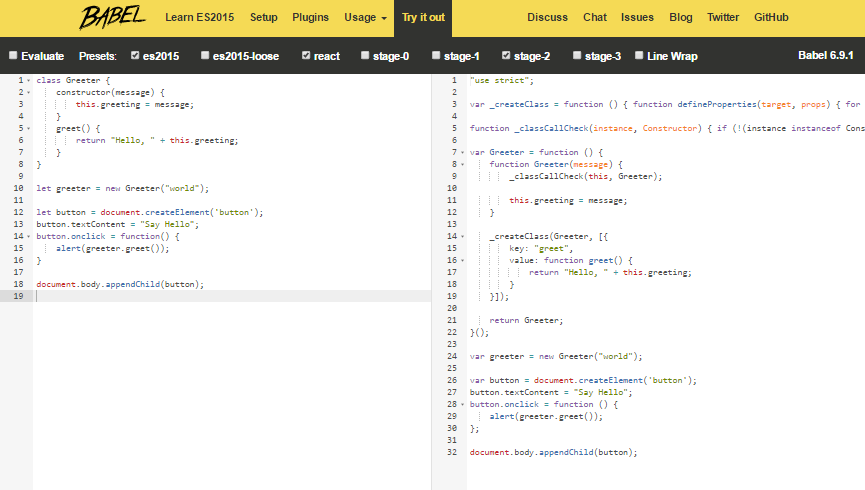 BABEL Learn ES2015 Setup Plugins Usage Try it out Discuss Chat Issues Blog Twitter GitHub
Evaluate Presets: es2015 es2015-loose react stage-0 stage-1 stage-2 stage-3 Line Wrap Babel 6.9.1
1 class Greeter {
2 constructor(message) {
3 this.greeting = message;
4 }
5 greet() {
6 return "Hello, " + this.greeting;
7 }
8 }
9
10 let greeter = new Greeter("world");
11
12 let button = document.createElement('button');
13 button.textContent = "Say Hello";
14 button.onclick = function() {
15 alert(greeter.greet());
16 }
17
18 document.body.appendChild(button);
19
1 "use strict";
2
3 var _createClass = function () { function defineProperties(target, props) { for
4
5 function _classCallCheck(instance, Constructor) { if (!(instance instanceof Cons
6
7 var Greeter = function () {
8 function Greeter(message) {
9 _classCallCheck(this, Greeter);
10
11 this.greeting = message;
12 }
13
14 _createClass(Greeter, [{
15 key: "greet",
16 value: function greet() {
17 return "Hello, " + this.greeting;
18 }
19 }]);
20
21 return Greeter;
22 }();
23
24 var greeter = new Greeter("world");
25
26 var button = document.createElement('button');
27 button.textContent = "Say Hello";
28 button.onclick = function () {
29 alert(greeter.greet());
30 };
31
32 document.body.appendChild(button);